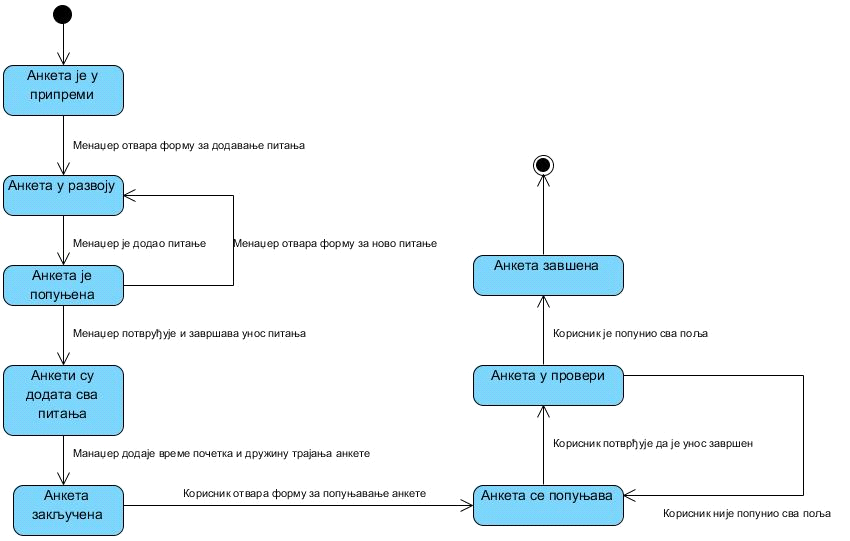 Анкета је у
припреми
Менаџер отвара форму за додавање питања
Анкета у развоју
Менаџер је додао питање
Менаџер отвара форму за ново питање
Анкета је
попуњена
Менаџер потвруђује и завршава унос питања
Анкети су
додата сва
питања
Манаџер додаје време почетка и дружину трајања анкете
Анкета
закључена
Корисник отвара форму за попуњавање анкете
Анкета завшена
Корисник је попунио сва поља
Анкета у провери
Корисник потврђује да је унос завршен
Анкета се попуњава
Корисник није попунио сва поља